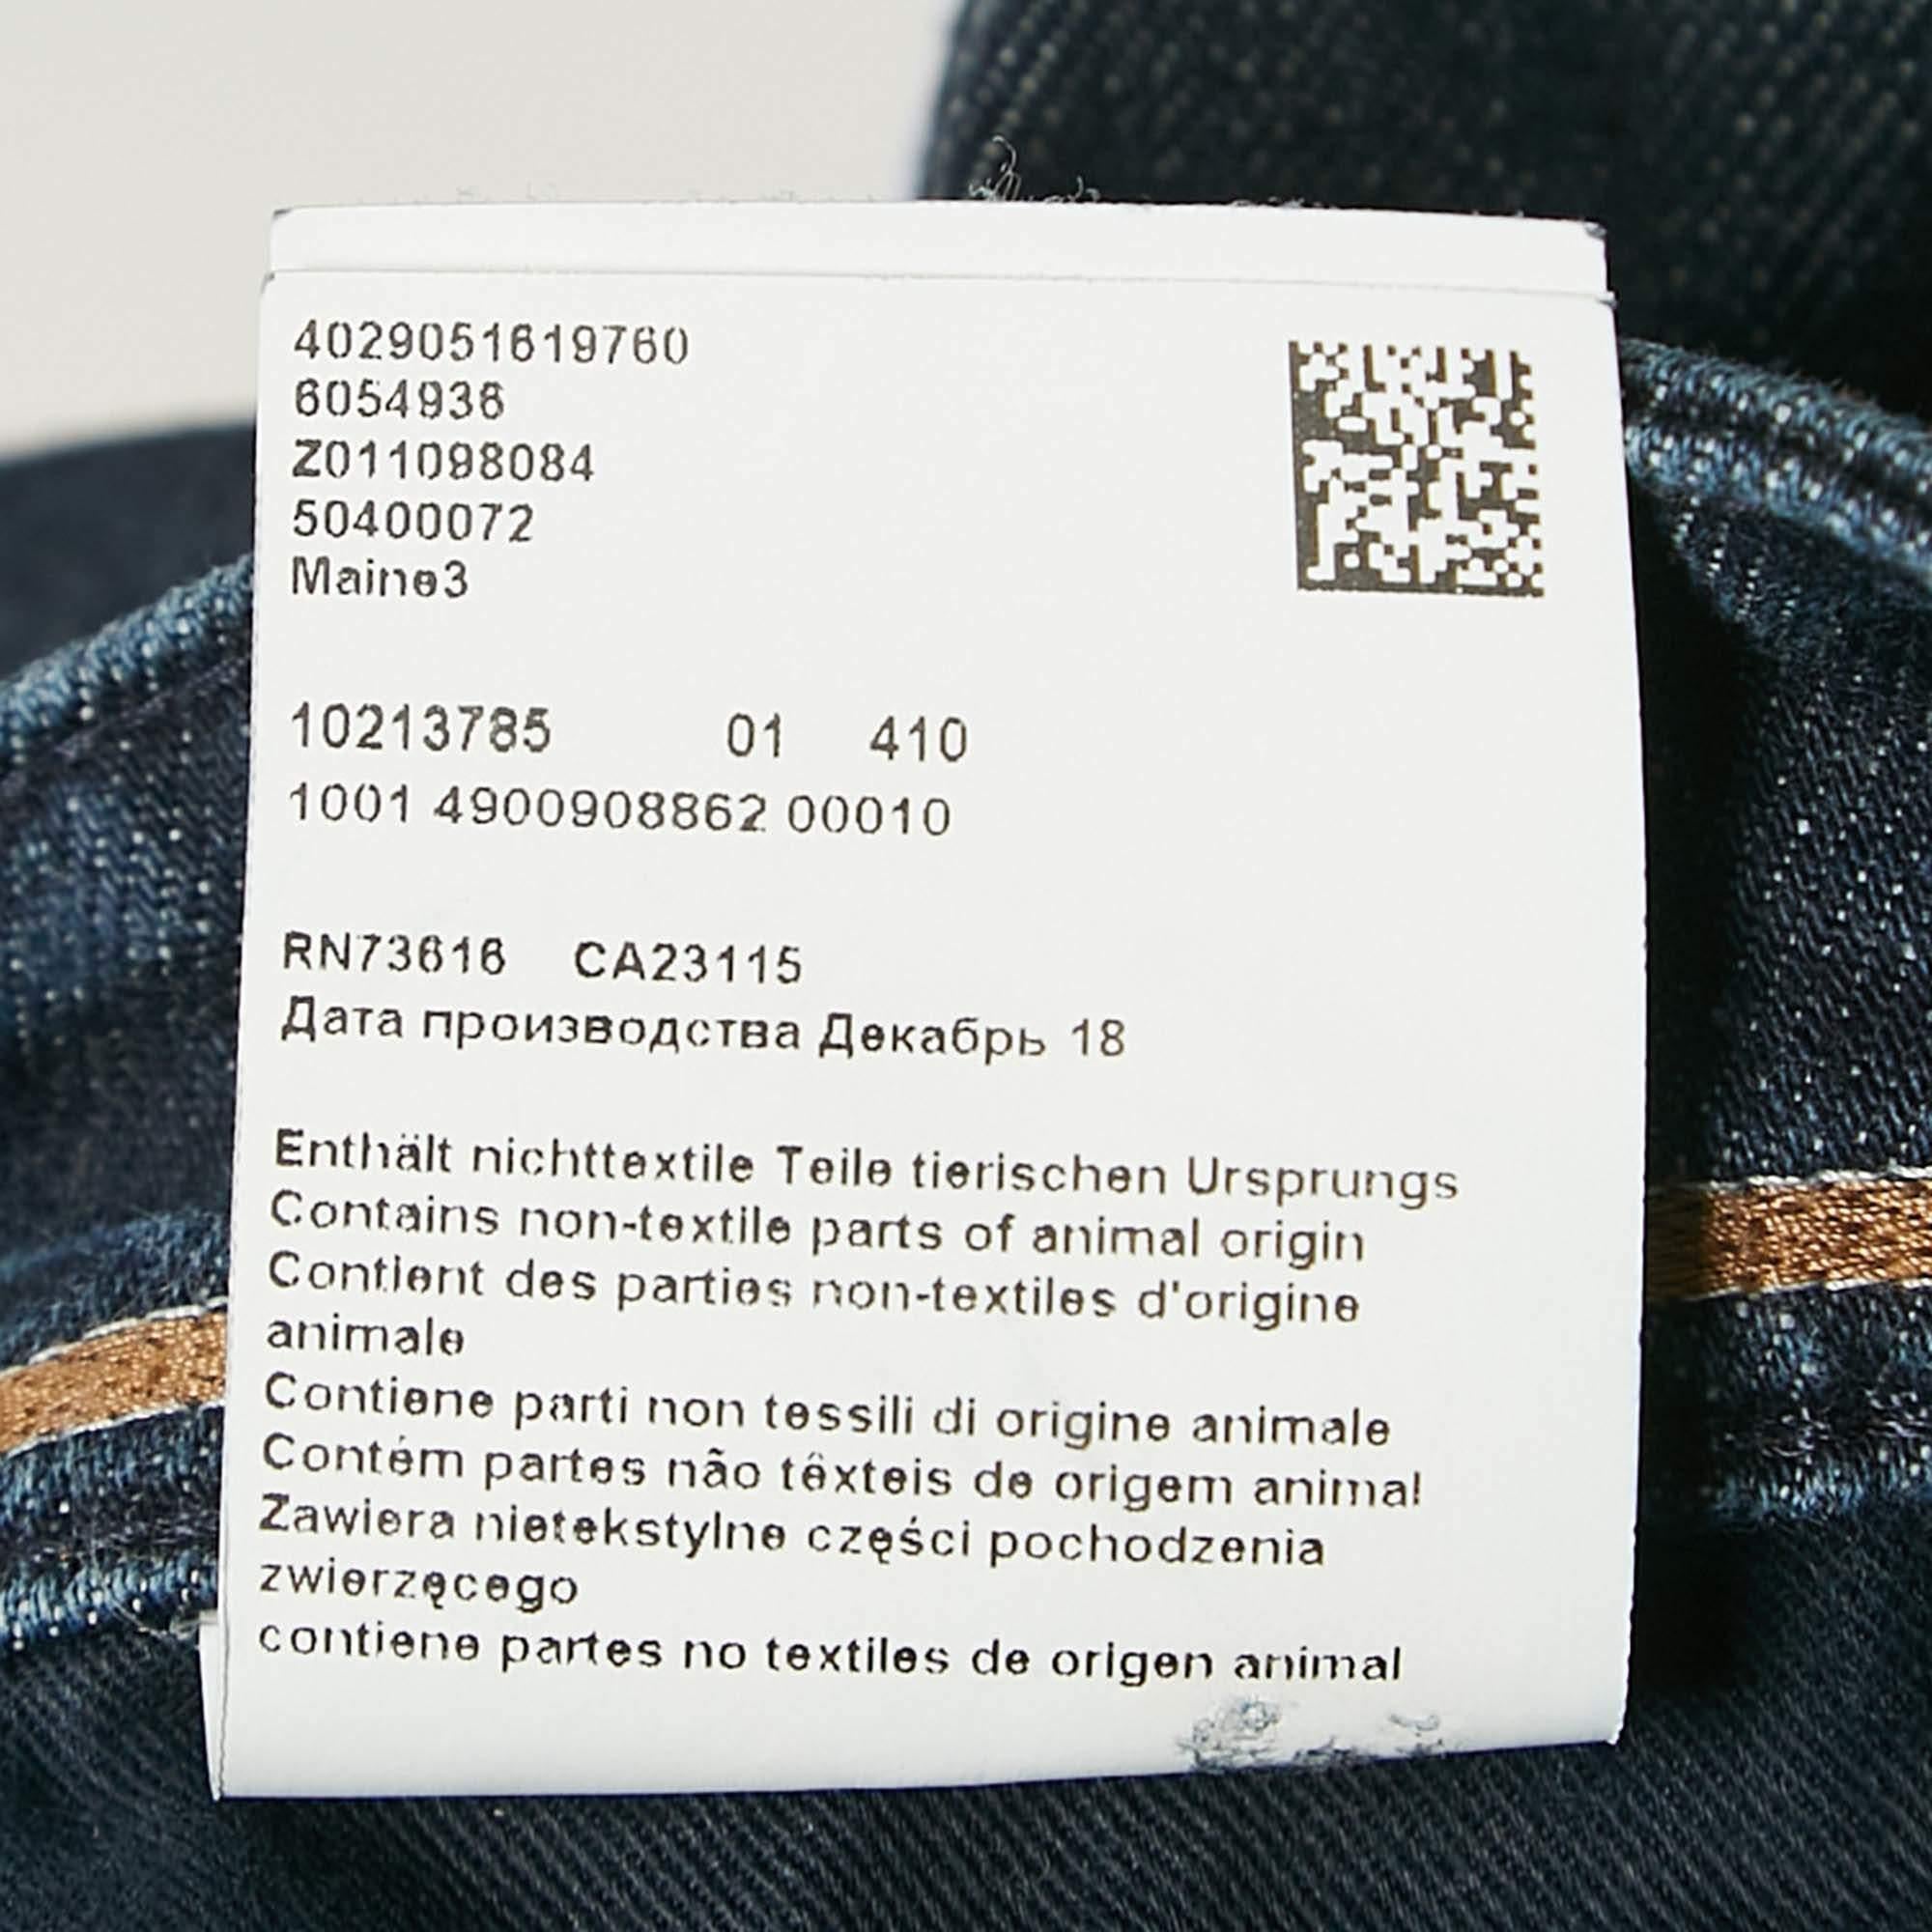 4029051619760
6054936
Z011098084
50400072
Maine3
10213785 01 410
1001 4900908862 00010
RN73616 CA23115
Дата производства Декабрь 18
Enthält nichttextile Teile tierischen Ursprungs
Contains non-textile parts of animal origin
Contient des parties non-textiles d'origine
animale
Contiene parti non tessili di origine animale
Contém partes não têxteis de origem animal
Zawiera nietekstylne części pochodzenia
zwierzęcego
contiene partes no textiles de origen animal